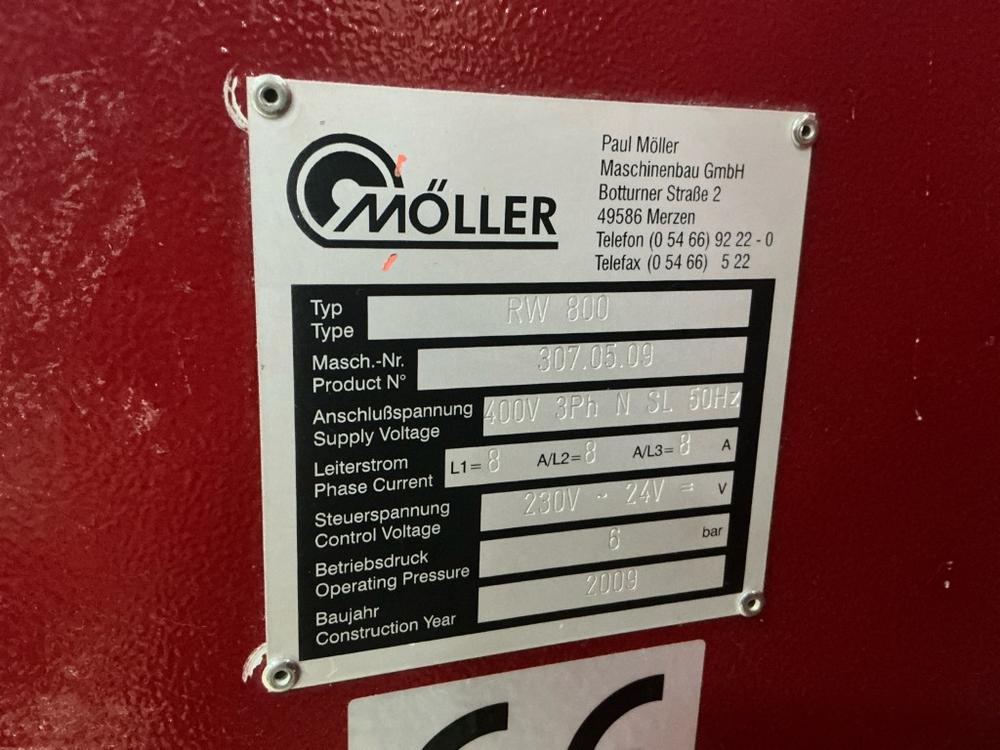 MÖLLER
Paul Möller
Maschinenbau GmbH
Botturner Straße 2
49586 Merzen
Telefon (0 54 66) 92 22 - 0
Telefax (0 54 66) 5 22
Typ
Type
RW 800
Masch.-Nr.
Product N°
307.05.09
Anschlußspannung
Supply Voltage
400V 3Ph N SL 50Hz
Leiterstrom
Phase Current
L1= 8 A/L2= 8 A/L3= 8 A
Steuerspannung
Control Voltage
230V ~ 24V = V
Betriebsdruck
Operating Pressure
6 bar
Baujahr
Construction Year
2009
CE